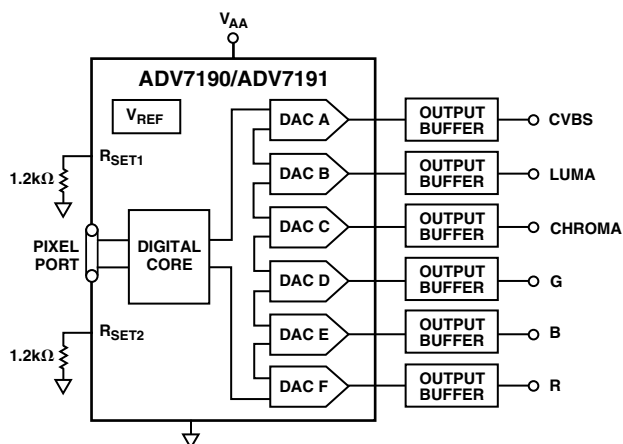 VAA
ADV7190/ADV7191
VREF
RSET1
1.2kΩ
PIXEL
PORT
DIGITAL
CORE
RSET2
1.2kΩ
DAC A
OUTPUT
BUFFER
CVBS
DAC B
OUTPUT
BUFFER
LUMA
DAC C
OUTPUT
BUFFER
CHROMA
DAC D
OUTPUT
BUFFER
G
DAC E
OUTPUT
BUFFER
B
DAC F
OUTPUT
BUFFER
R